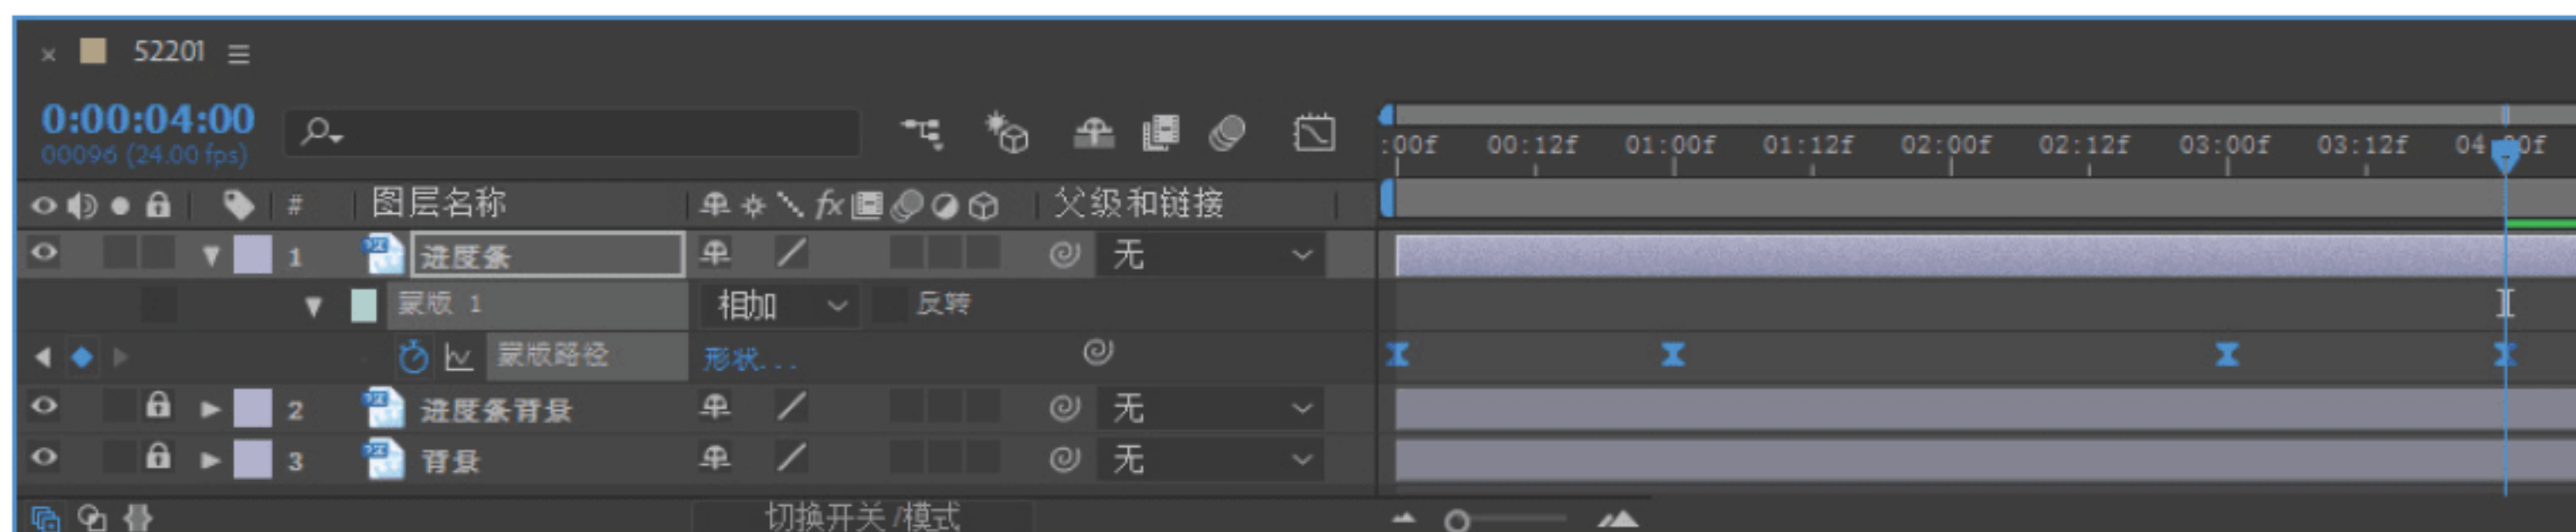 52201
0:00:04:00
00096 (24.00 fps)
:00f 00:12f 01:00f 01:12f 02:00f 02:12f 03:00f 03:12f 04:00f
# 图层名称 fx 父级和链接
1 进度条 无
蒙版 1 相加 反转
蒙版路径 形状...
2 进度条背景 无
3 背景 无
切换开关/模式